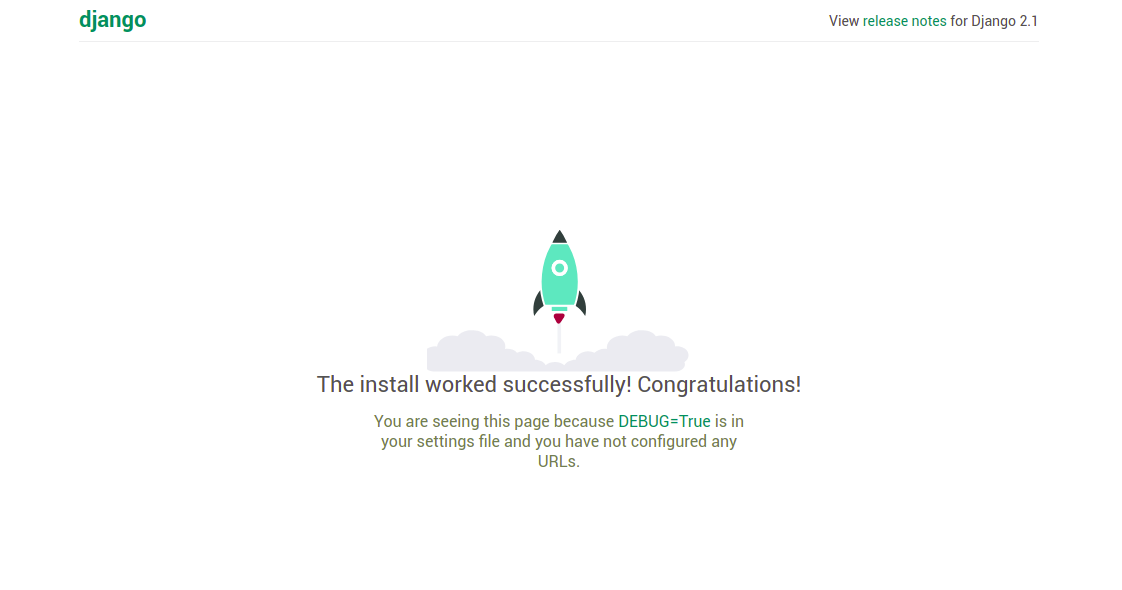 django
View release notes for Django 2.1
The install worked successfully! Congratulations!
You are seeing this page because DEBUG=True is in
your settings file and you have not configured any
URLs.